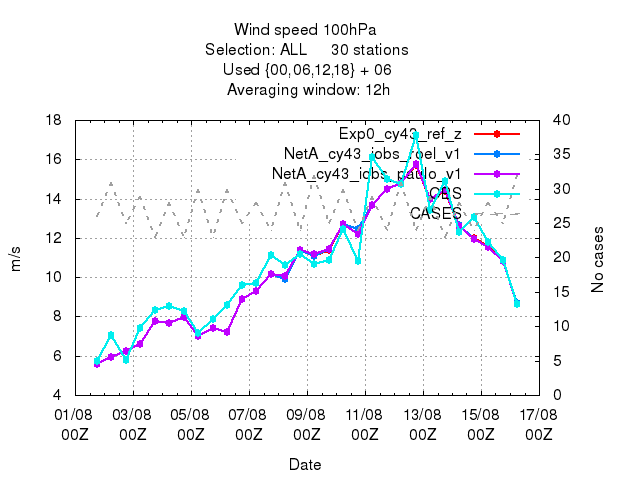 Wind speed 100hPa
Selection: ALL 30 stations
Used {00,06,12,18} + 06
Averaging window: 12h
Exp0_cy43_ref_z
NetA_cy43_iobs_roel_v1
NetA_cy43_iobs_paulo_v1
OBS
CASES
m/s
18
16
14
12
10
8
6
4
40
35
30
25
20
15
10
5
0
No cases
01/08 03/08 05/08 07/08 09/08 11/08 13/08 15/08 17/08
00Z 00Z 00Z 00Z 00Z 00Z 00Z 00Z 00Z
Date